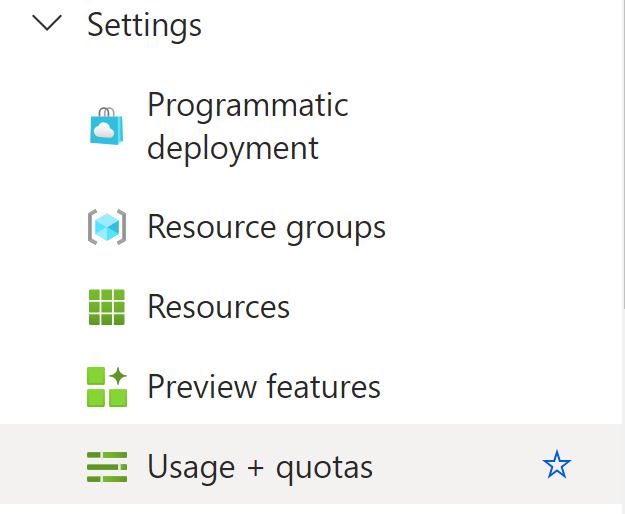 Settings
Programmatic
deployment
Resource groups
Resources
Preview features
Usage + quotas